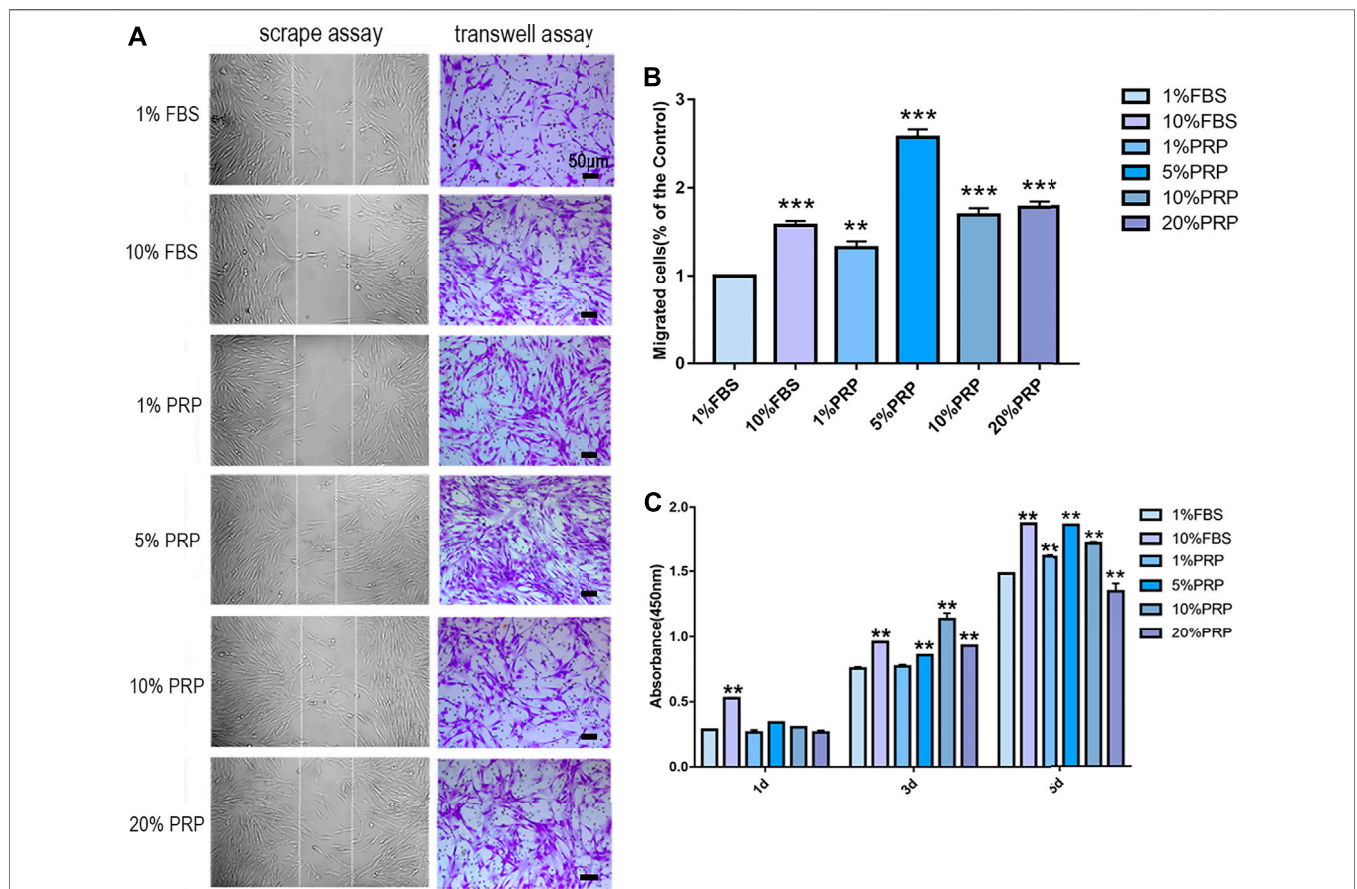 A
scrape assay
transwell assay
1% FBS
50μm
10% FBS
1% PRP
5% PRP
10% PRP
20% PRP
B
Migrated cells(% of the Control)
3
2
1
0
***
**
***
***
***
1%FBS
10%FBS
1%PRP
5%PRP
10%PRP
20%PRP
1%FBS
10%FBS
1%PRP
5%PRP
10%PRP
20%PRP
C
Absorbance(450nm)
2.0
1.5
1.0
0.5
0.0
**
**
**
**
**
**
**
**
**
**
1d
3d
5d
1%FBS
10%FBS
1%PRP
5%PRP
10%PRP
20%PRP